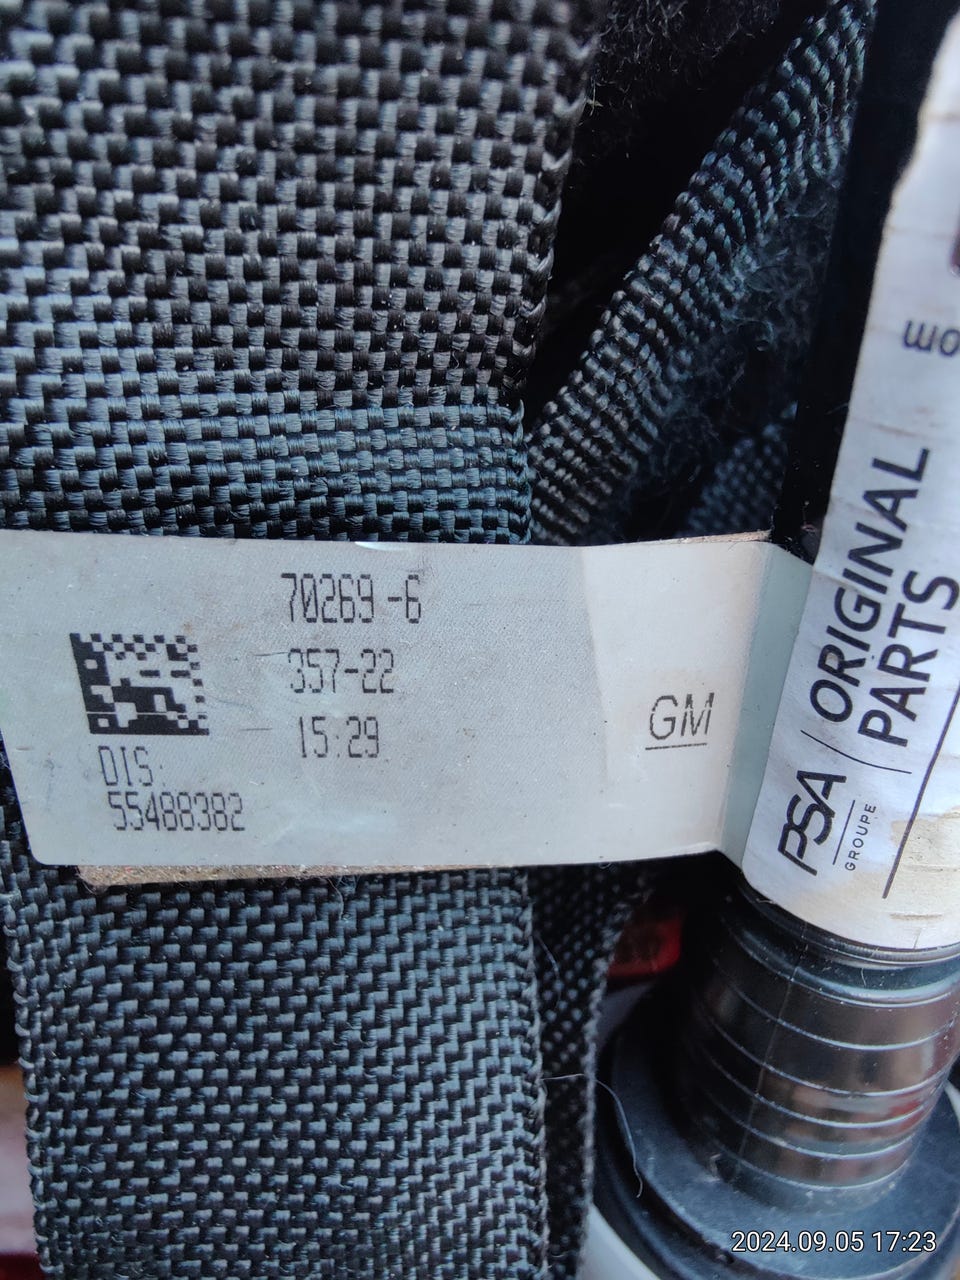 70269-6
357-22
15:29
DIS:
55488382
GM
PSA
GROUPE
ORIGINAL
PARTS
2024.09.05 17:23